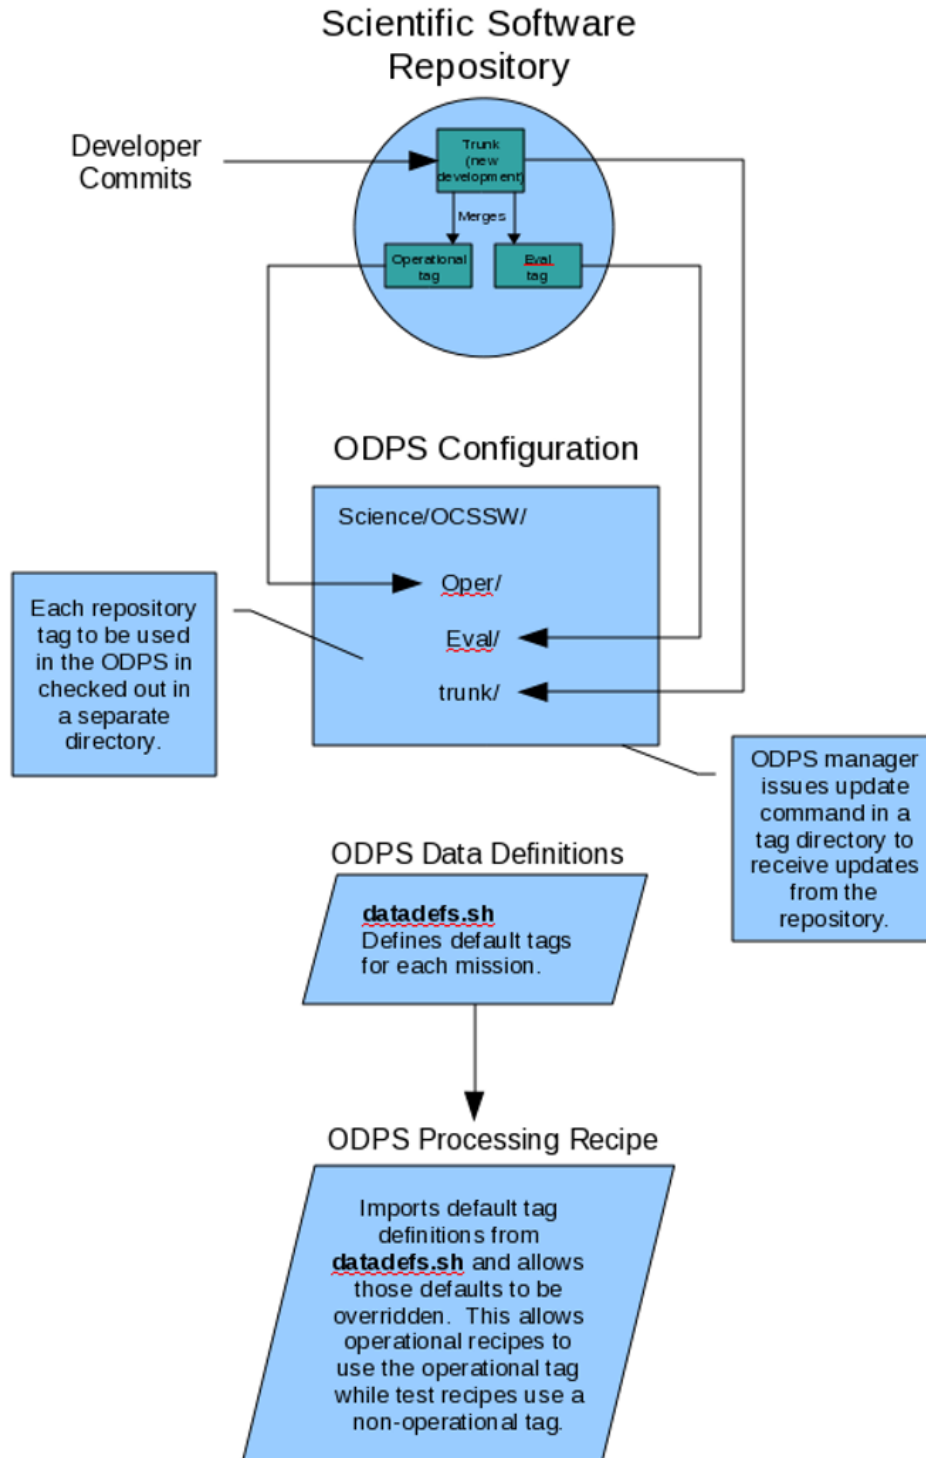 Scientific Software
Repository
Developer
Commits
Trunk
(new
development)
Merges
Operational
tag
Eval
tag
ODPS Configuration
Science/OCSSW/
Oper/
Eval/
trunk/
Each repository
tag to be used
in the ODPS in
checked out in
a separate
directory.
ODPS manager
issues update
command in a
tag directory to
receive updates
from the
repository.
ODPS Data Definitions
datadefs.sh
Defines default tags
for each mission.
ODPS Processing Recipe
Imports default tag
definitions from
datadefs.sh and allows
those defaults to be
overridden.  This allows
operational recipes to
use the operational tag
while test recipes use a
non-operational tag.